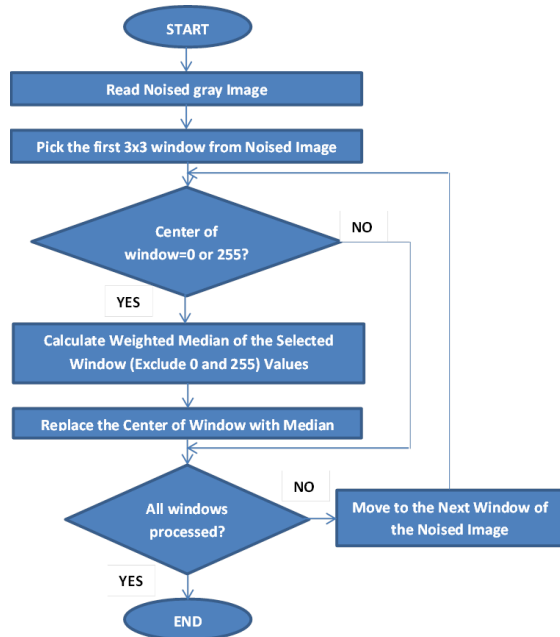 START
Read Noised gray Image
Pick the first 3x3 window from Noised Image
Center of
window=0 or 255?
NO
YES
Calculate Weighted Median of the Selected
Window (Exclude 0 and 255) Values
Replace the Center of Window with Median
All windows
processed?
NO
Move to the Next Window of
the Noised Image
YES
END